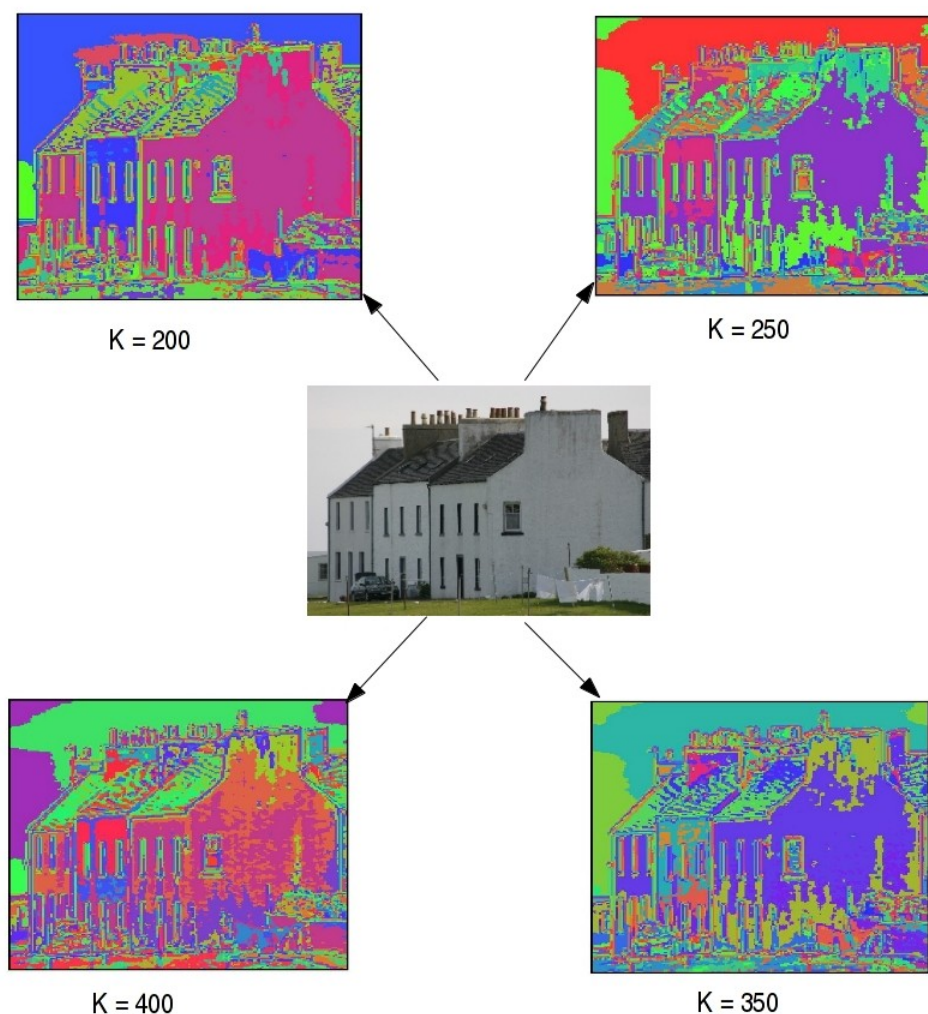 K = 200
K = 250
K = 400
K = 350